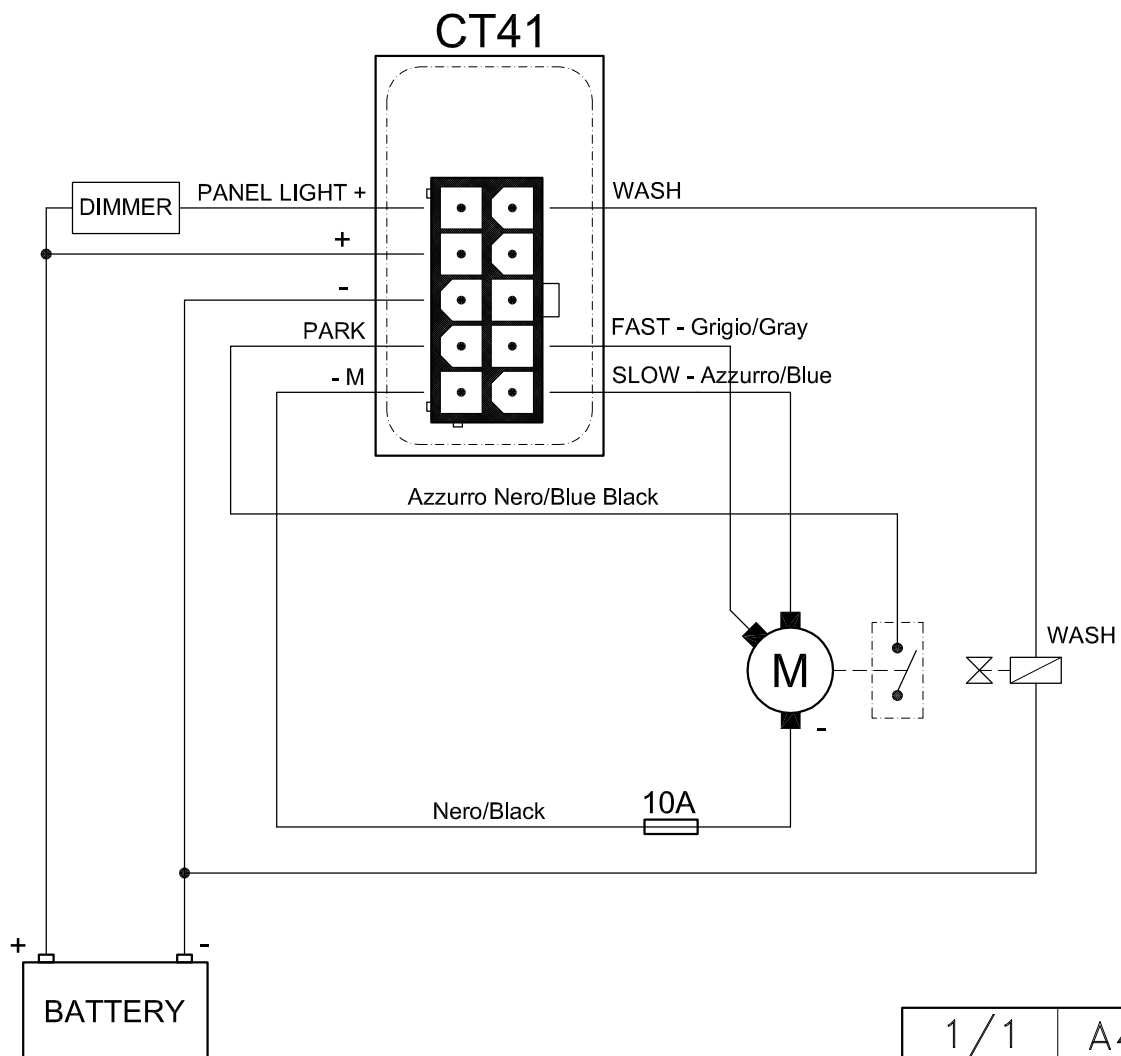 CT41
DIMMER
PANEL LIGHT +
WASH
+
-
PARK
FAST - Grigio/Gray
- M
SLOW - Azzurro/Blue
Azzurro Nero/Blue Black
M
WASH
-
10A
Nero/Black
+
-
BATTERY
1/1